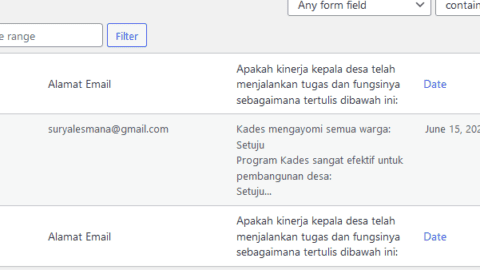 Any form field
contain
e range
Filter
Alamat Email
Apakah kinerja kepala desa telah
menjalankan tugas dan fungsinya
sebagaimana tertulis dibawah ini:
Date
suryalesmana@gmail.com
Kades mengayomi semua warga:
Setuju
Program Kades sangat efektif untuk
pembangunan desa:
Setuju...
June 15, 202
Alamat Email
Apakah kinerja kepala desa telah
menjalankan tugas dan fungsinya
sebagaimana tertulis dibawah ini:
Date